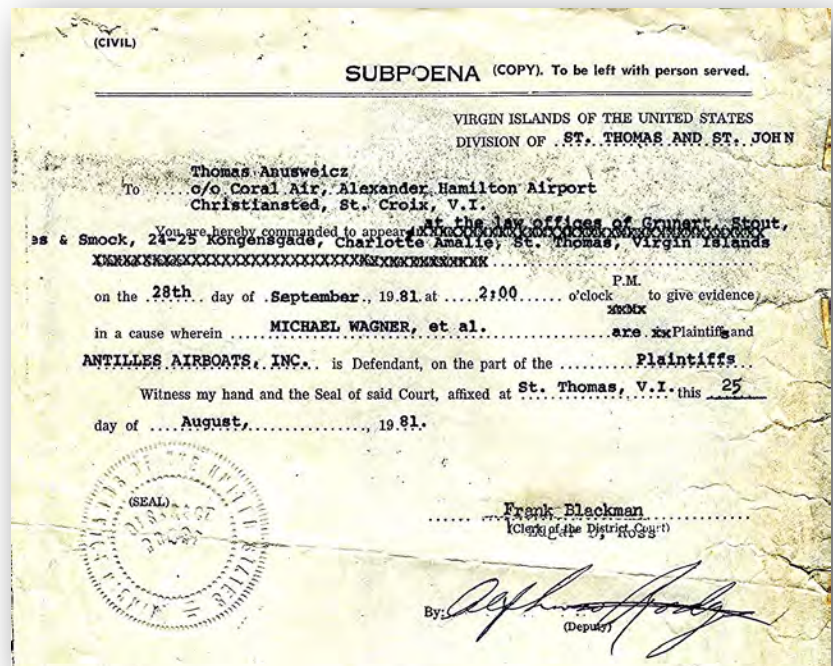 (CIVIL)
SUBPOENA (COPY). To be left with person served.
VIRGIN ISLANDS OF THE UNITED STATES
DIVISION OF ST. THOMAS AND ST. JOHN
Thomas Anusweicz
To c/o Coral Air, Alexander Hamilton Airport
Christiansted, St. Croix, V.I.
You are hereby commanded to appear at the law offices of Grunert, Stout,
es & Smock, 24-25 Kongensgade, Charlotte Amalie, St. Thomas, Virgin Islands
on the 28th day of September, 1981 at 2:00 o'clock P.M. to give evidence
in a cause wherein MICHAEL WAGNER, et al. are Plaintiffs and
ANTILLES AIRBOATS, INC. is Defendant, on the part of the Plaintiffs
Witness my hand and the Seal of said Court, affixed at St. Thomas, V.I. this 25
day of August, 1981.
(SEAL)
Frank Blackman
(Clerk of the District Court)
By:
(Deputy)